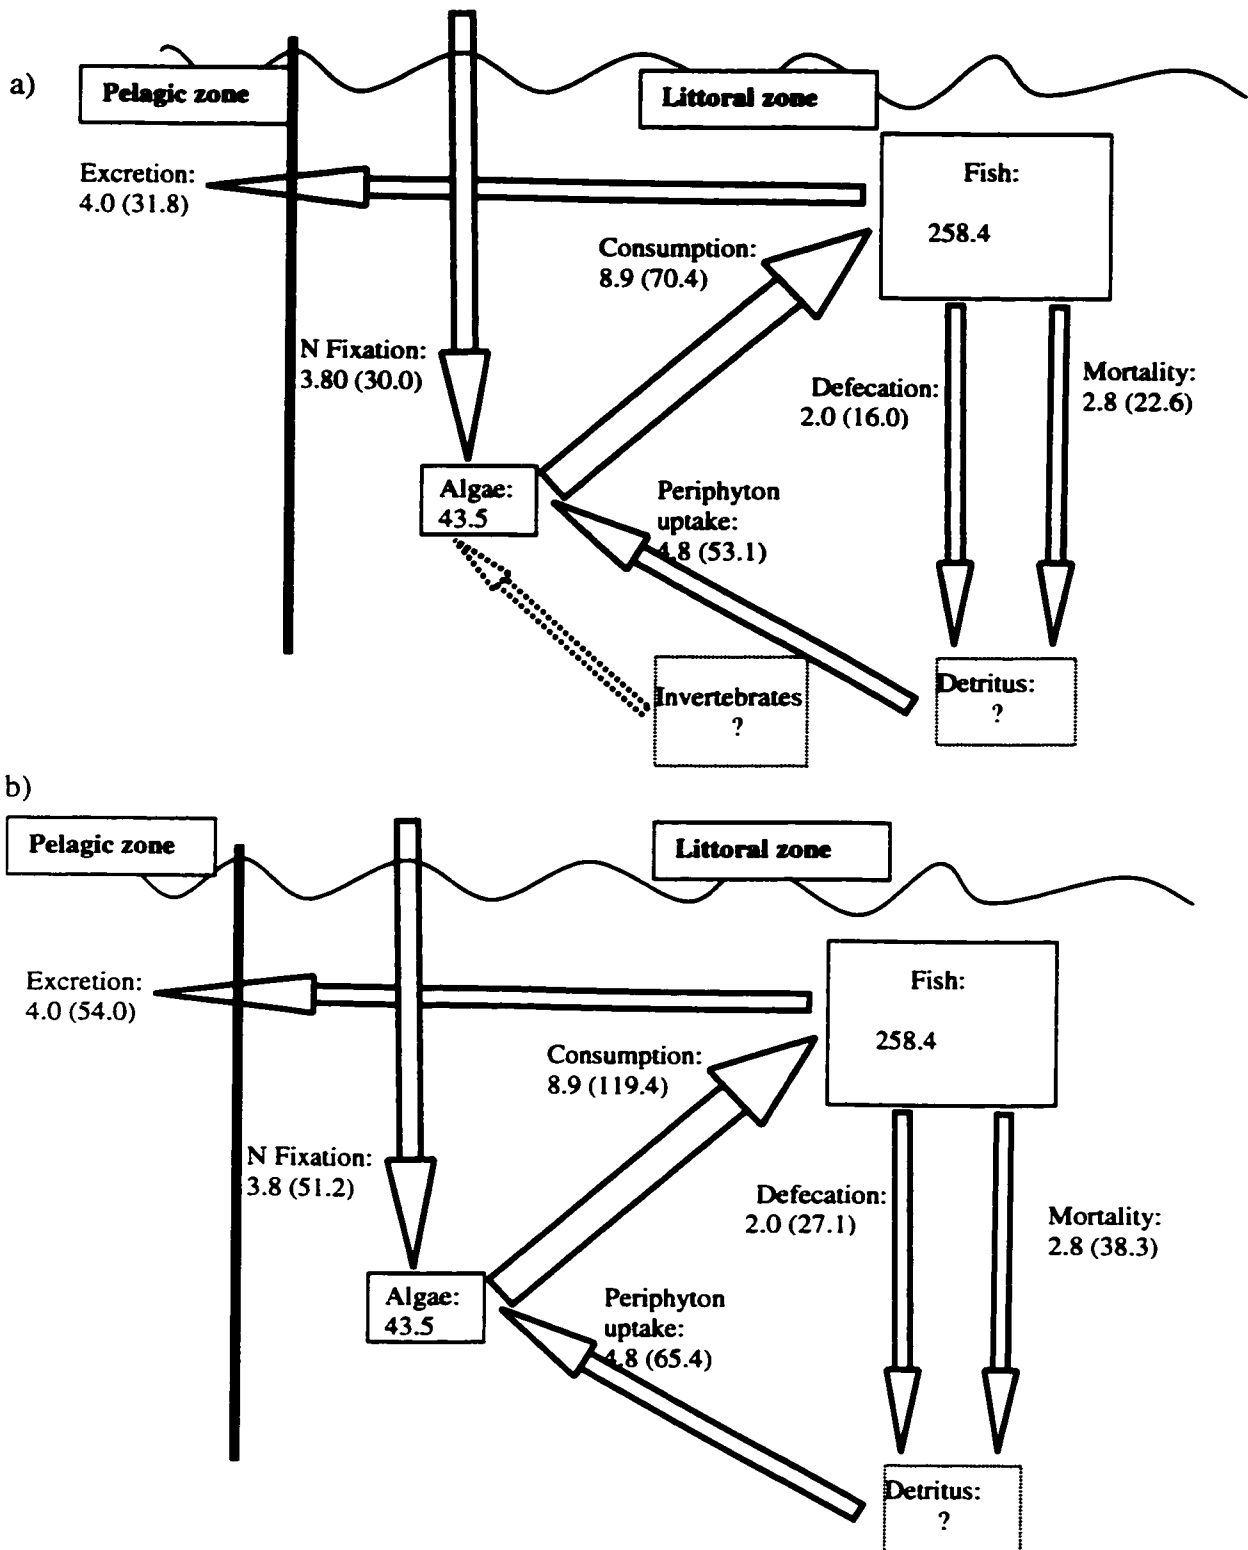 a)
Pelagic zone
Littoral zone
Excretion:
4.0 (31.8)
Fish:
258.4
Consumption:
8.9 (70.4)
N Fixation:
3.80 (30.0)
Defecation:
2.0 (16.0)
Mortality:
2.8 (22.6)
Algae:
43.5
Periphyton
uptake:
4.8 (53.1)
Invertebrates
?
Detritus:
?
b)
Pelagic zone
Littoral zone
Excretion:
4.0 (54.0)
Fish:
258.4
Consumption:
8.9 (119.4)
N Fixation:
3.8 (51.2)
Defecation:
2.0 (27.1)
Mortality:
2.8 (38.3)
Algae:
43.5
Periphyton
uptake:
4.8 (65.4)
Detritus:
?